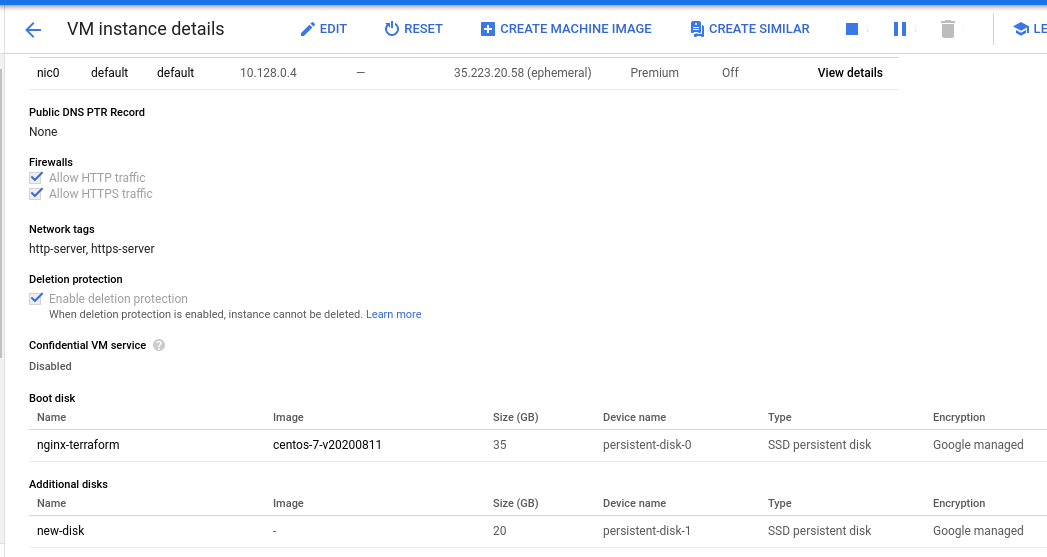 VM instance details EDIT RESET CREATE MACHINE IMAGE CREATE SIMILAR LE
nic0 default default 10.128.0.4 — 35.223.20.58 (ephemeral) Premium Off View details
Public DNS PTR Record
None
Firewalls
Allow HTTP traffic
Allow HTTPS traffic
Network tags
http-server, https-server
Deletion protection
Enable deletion protection
When deletion protection is enabled, instance cannot be deleted. Learn more
Confidential VM service ?
Disabled
Boot disk
Name Image Size (GB) Device name Type Encryption
nginx-terraform centos-7-v20200811 35 persistent-disk-0 SSD persistent disk Google managed
Additional disks
Name Image Size (GB) Device name Type Encryption
new-disk - 20 persistent-disk-1 SSD persistent disk Google managed